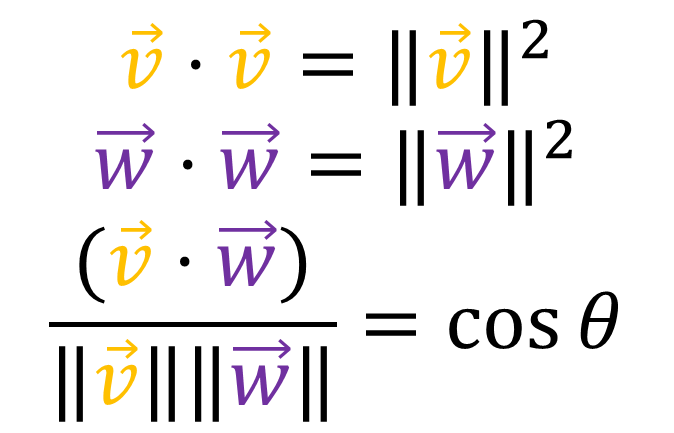 v⃗ · v⃗ = ‖v⃗‖²
w⃗ · w⃗ = ‖w⃗‖²
(v⃗ · w⃗)
‖v⃗‖‖w⃗‖ = cos θ